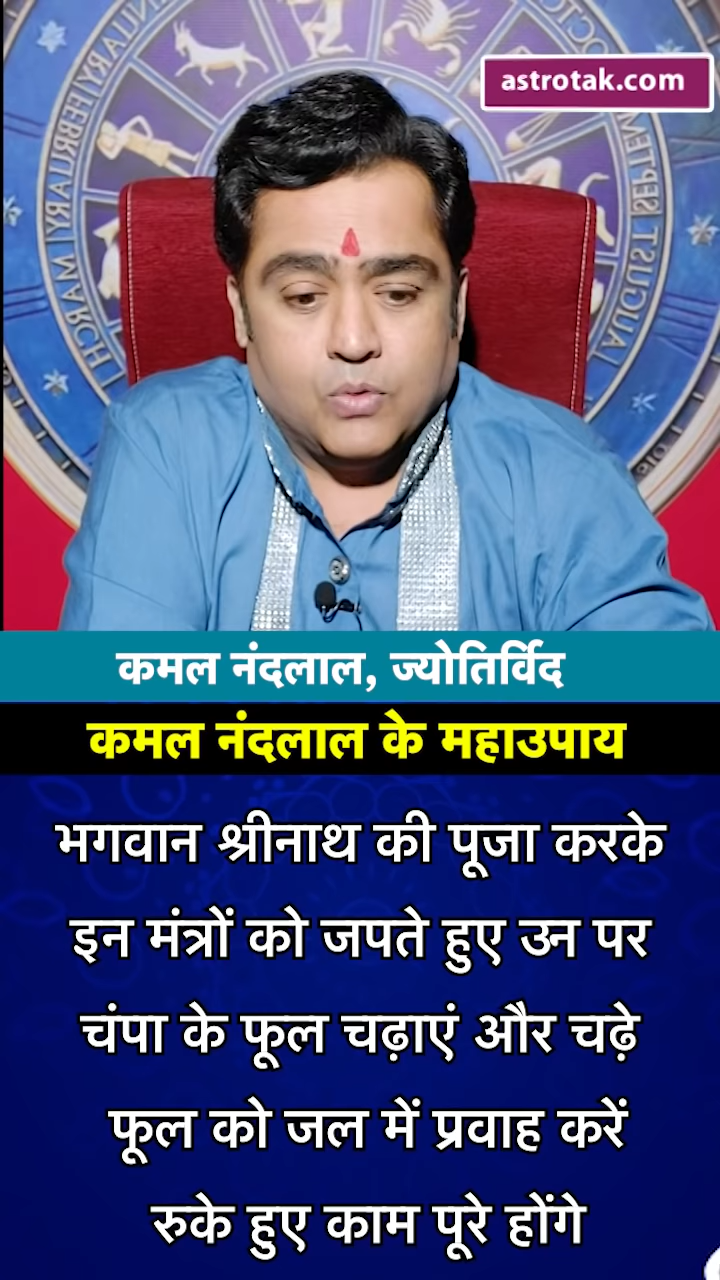 astrotak.com
कमल नंदलाल, ज्योतिर्विद
कमल नंदलाल के महाउपाय
भगवान श्रीनाथ की पूजा करके
इन मंत्रों को जपते हुए उन पर
चंपा के फूल चढ़ाएं और चढ़े
फूल को जल में प्रवाह करें
रुके हुए काम पूरे होंगे